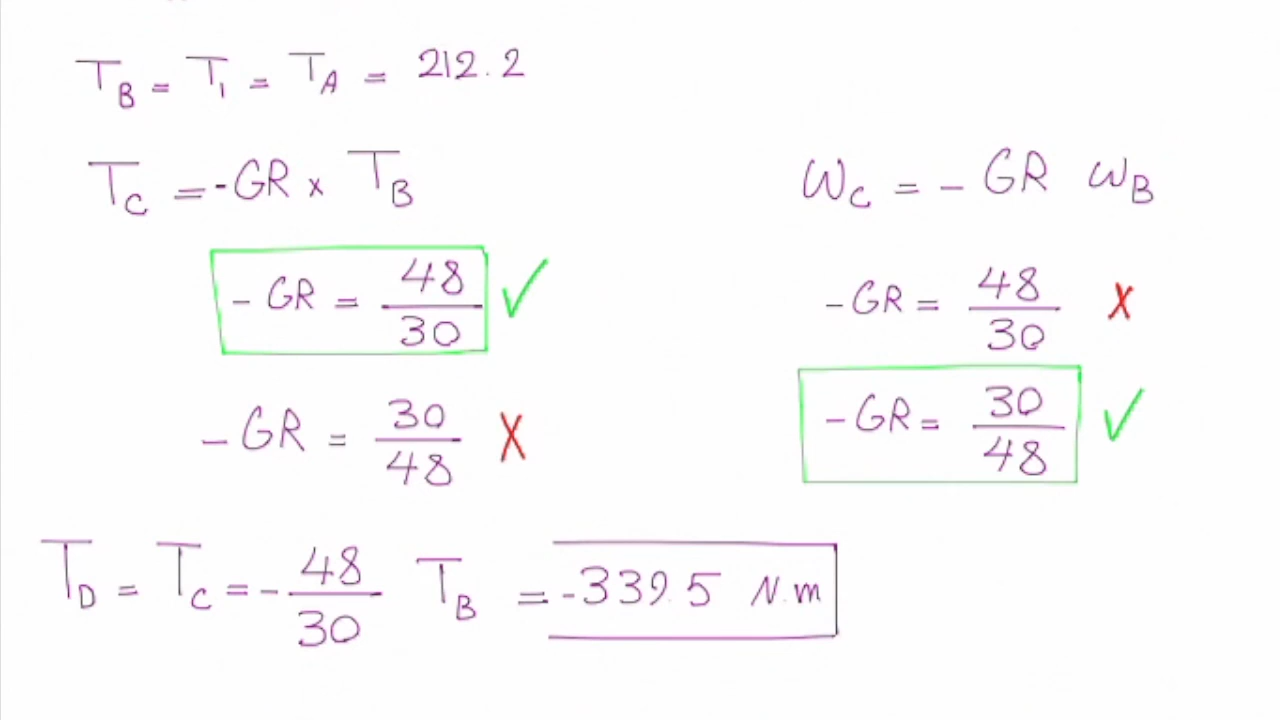 T_B = T_1 = T_A = 212.2
T_C = -GR × T_B
-GR = 48/30 ✓
-GR = 30/48 X
ω_C = - GR ω_B
-GR = 48/30 X
-GR = 30/48 ✓
T_D = T_C = - 48/30 T_B = -339.5 N.m